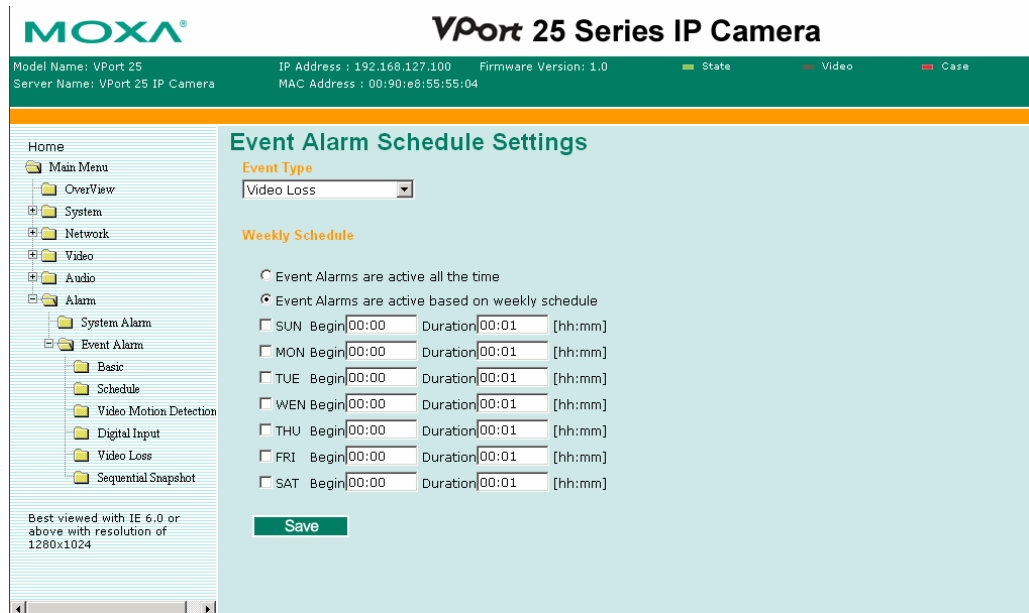 MOXA®
VPort 25 Series IP Camera
Model Name: VPort 25 IP Address : 192.168.127.100 Firmware Version: 1.0 State Video Case
Server Name: VPort 25 IP Camera MAC Address : 00:90:e8:55:55:04
Home
Main Menu
OverView
System
Network
Video
Audio
Alarm
System Alarm
Event Alarm
Basic
Schedule
Video Motion Detection
Digital Input
Video Loss
Sequential Snapshot
Best viewed with IE 6.0 or
above with resolution of
1280x1024
Event Alarm Schedule Settings
Event Type
Video Loss
Weekly Schedule
Event Alarms are active all the time
Event Alarms are active based on weekly schedule
SUN Begin 00:00 Duration 00:01 [hh:mm]
MON Begin 00:00 Duration 00:01 [hh:mm]
TUE Begin 00:00 Duration 00:01 [hh:mm]
WEN Begin 00:00 Duration 00:01 [hh:mm]
THU Begin 00:00 Duration 00:01 [hh:mm]
FRI Begin 00:00 Duration 00:01 [hh:mm]
SAT Begin 00:00 Duration 00:01 [hh:mm]
Save